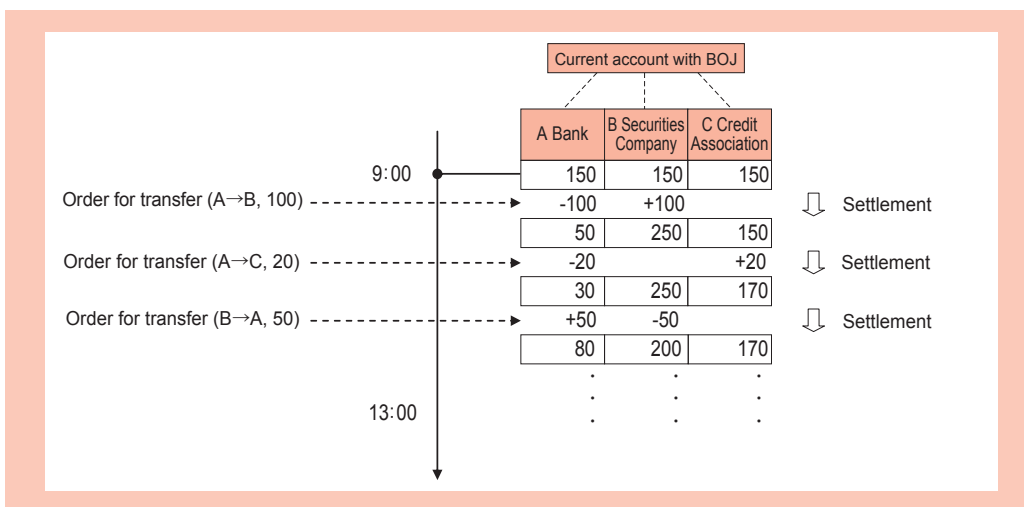 Current account with BOJ
A Bank
B Securities Company
C Credit Association
9:00
150 150 150
Order for transfer (A→B, 100)
-100 +100
Settlement
50 250 150
Order for transfer (A→C, 20)
-20 +20
Settlement
30 250 170
Order for transfer (B→A, 50)
+50 -50
Settlement
80 200 170
13:00